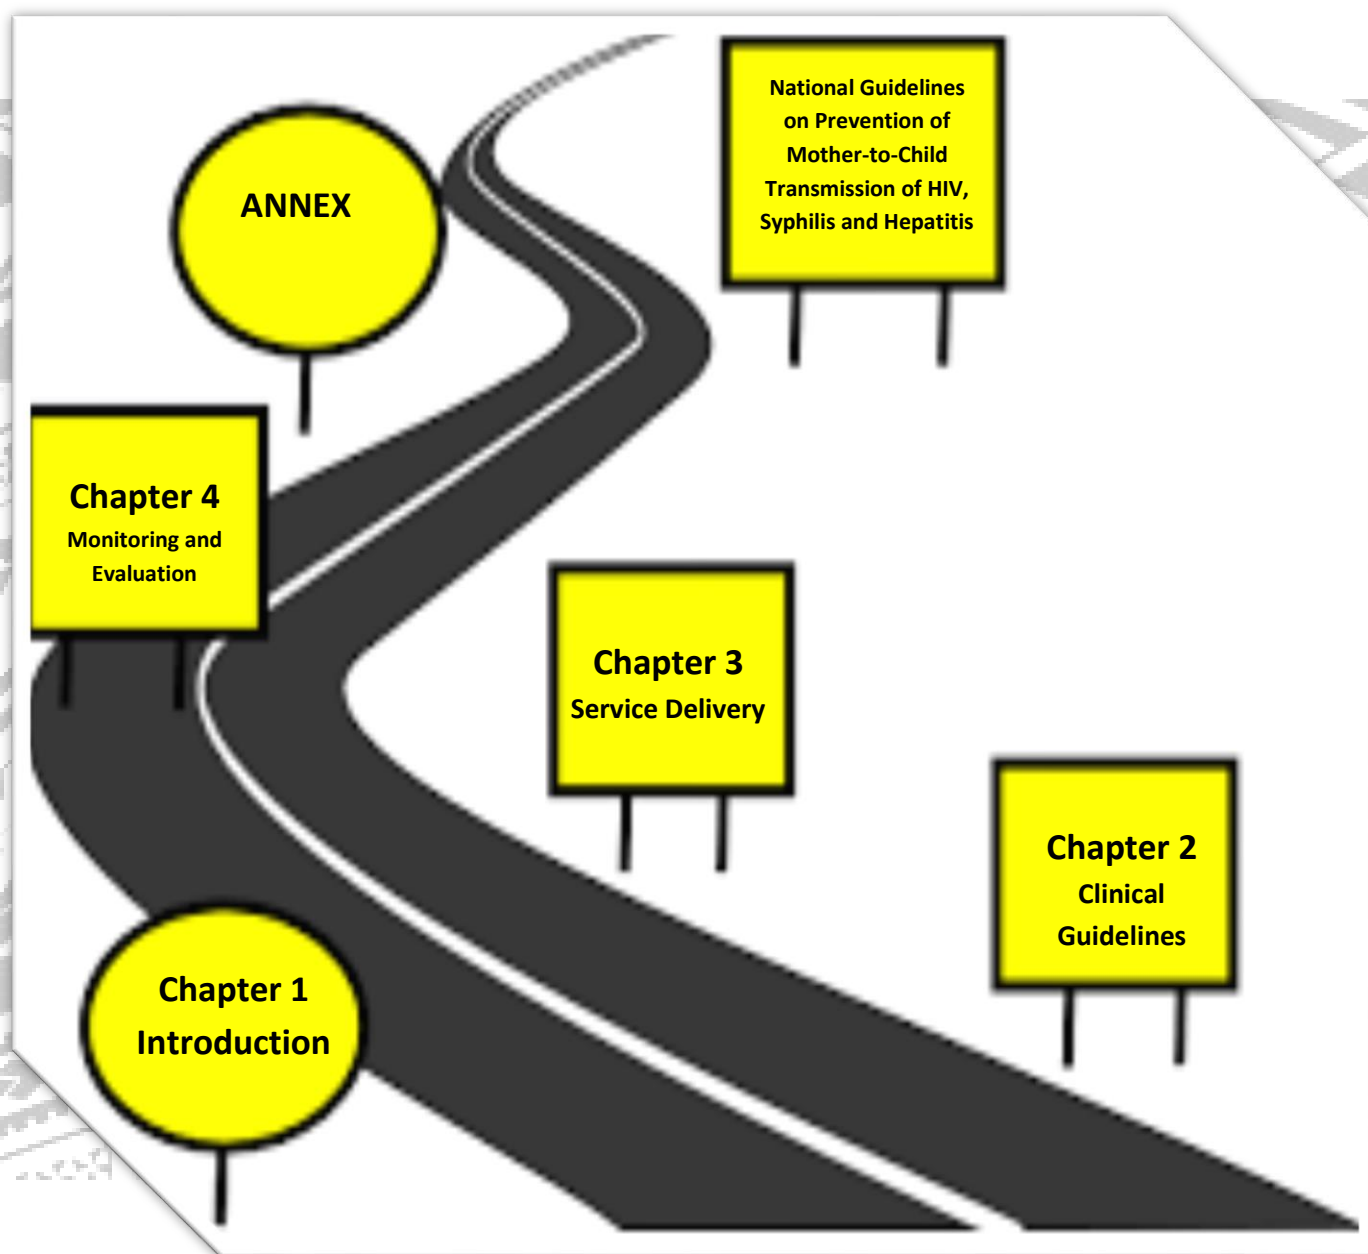 National Guidelines
on Prevention of
Mother-to-Child
Transmission of HIV,
Syphilis and Hepatitis
ANNEX
Chapter 4
Monitoring and
Evaluation
Chapter 3
Service Delivery
Chapter 2
Clinical
Guidelines
Chapter 1
Introduction